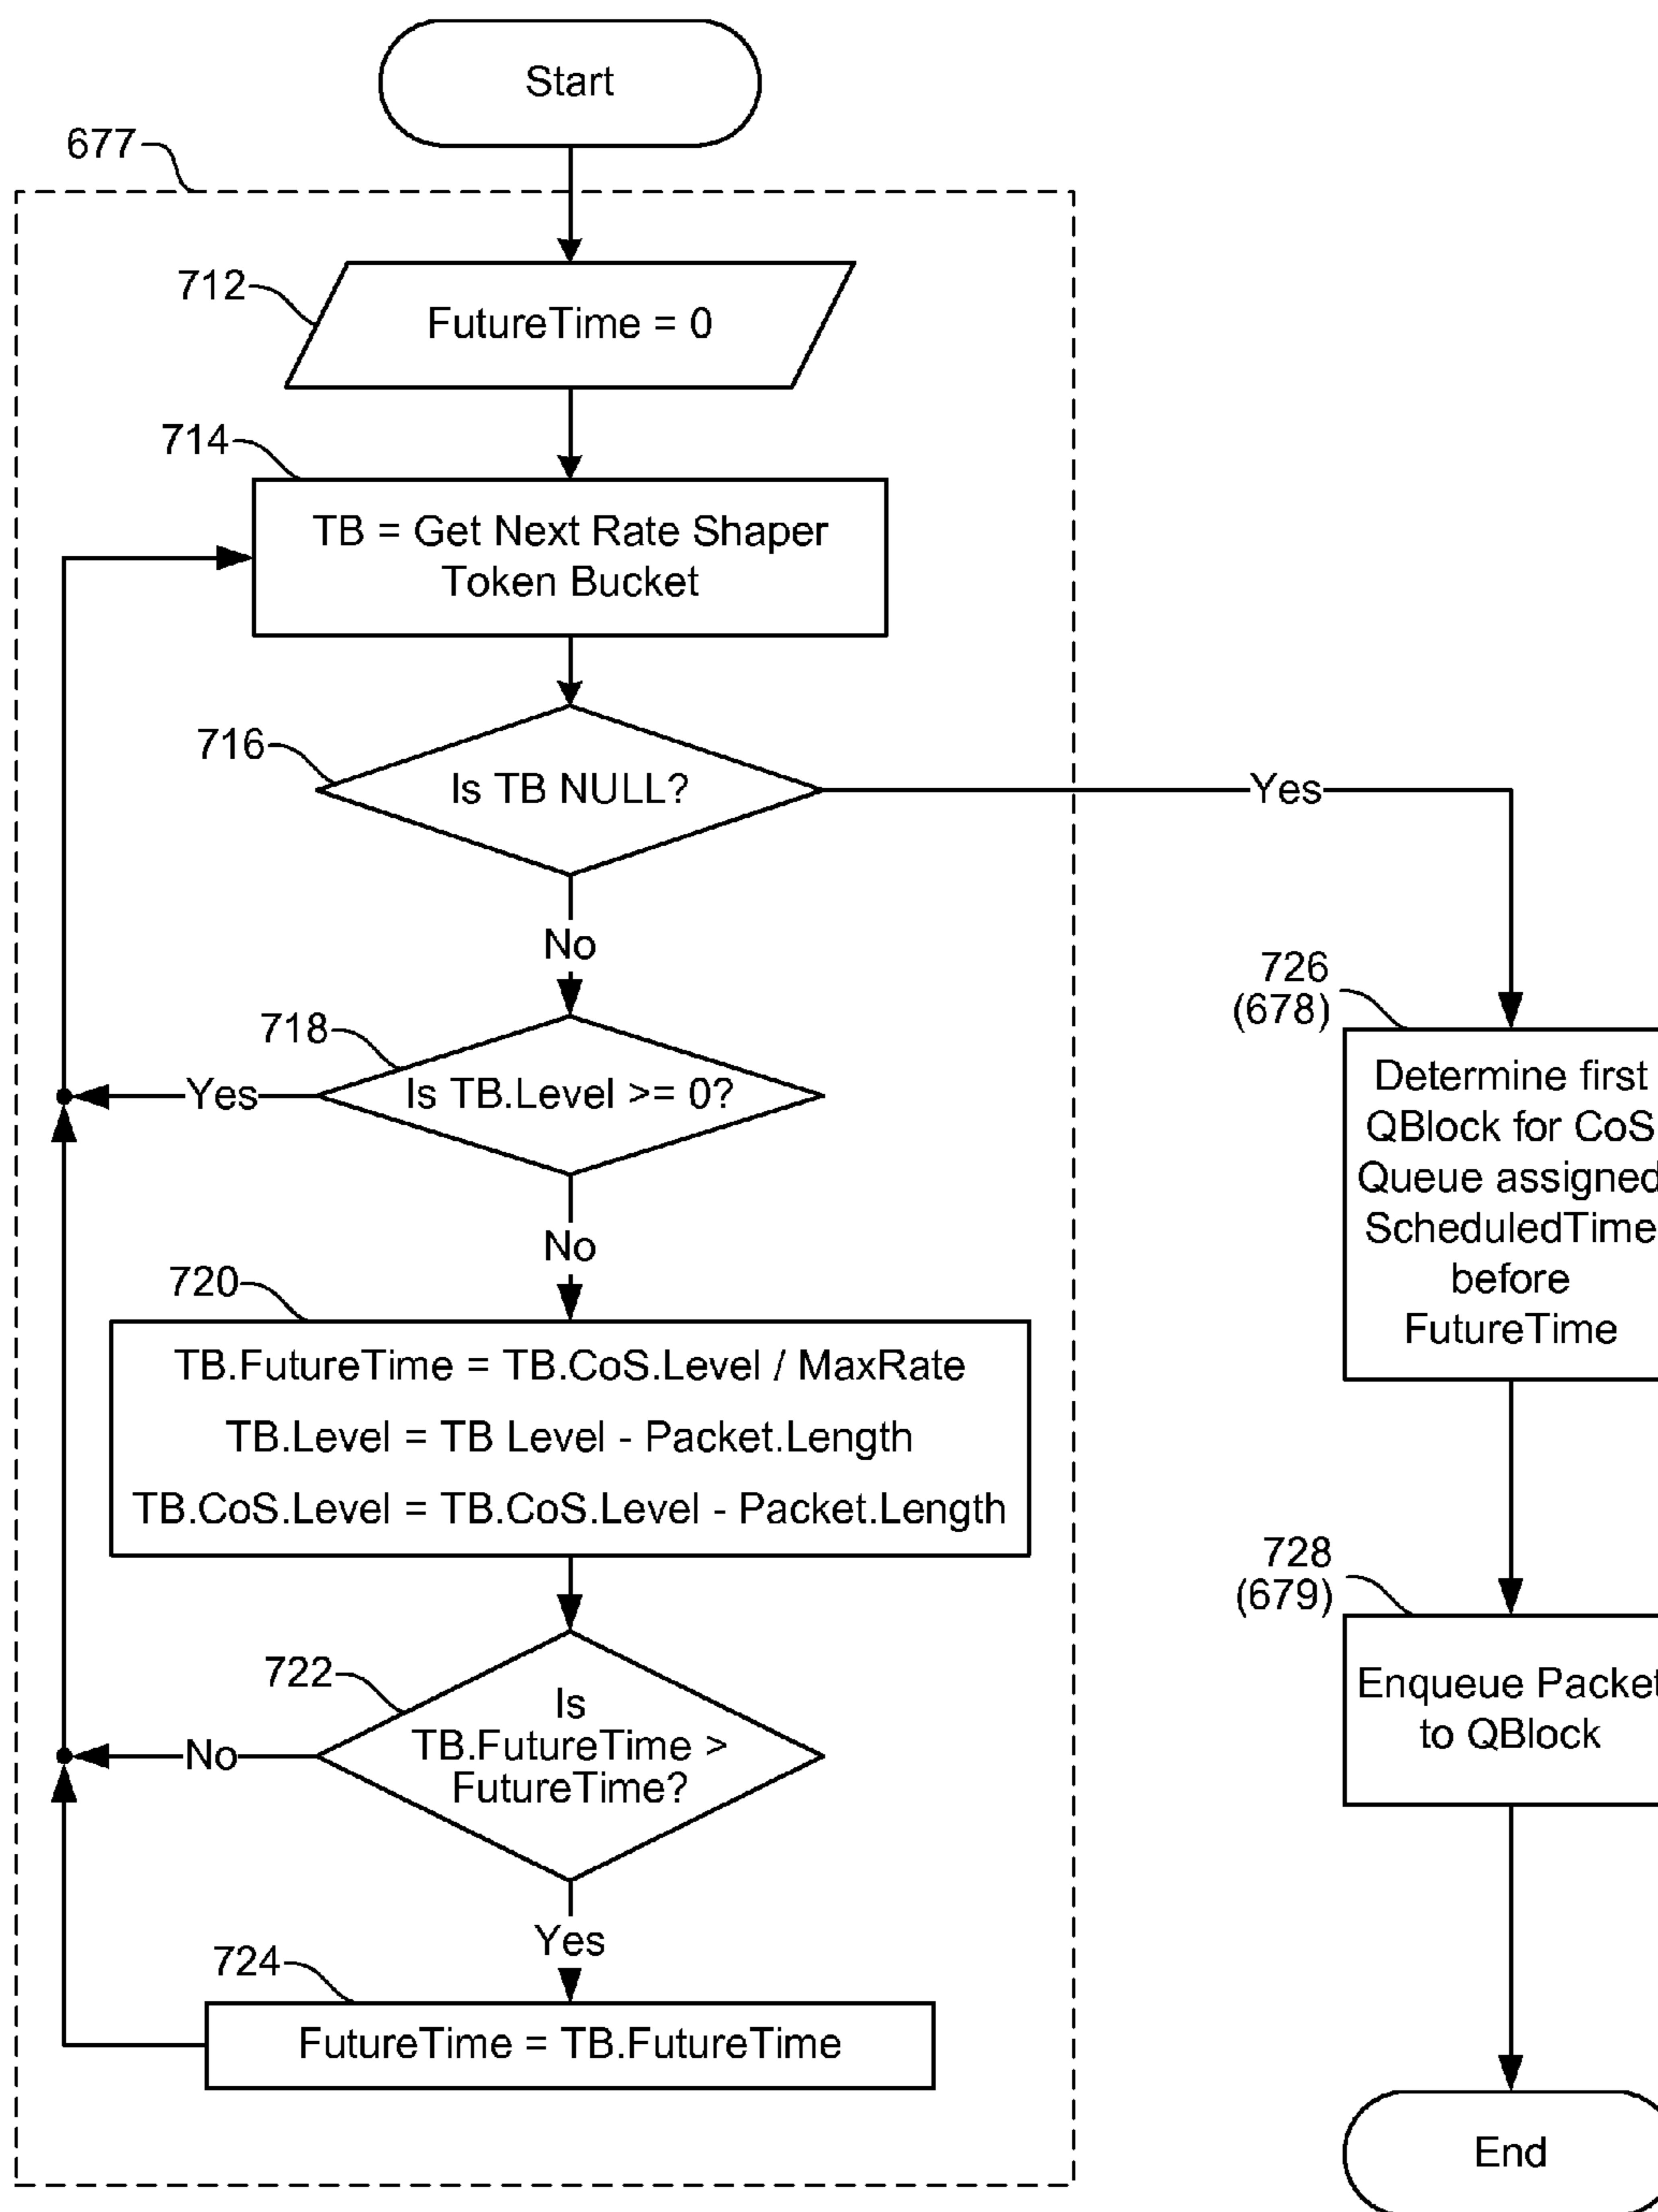 Start
677
712
FutureTime = 0
714
TB = Get Next Rate Shaper
Token Bucket
716
Is TB NULL?
Yes
No
718
Is TB.Level >= 0?
Yes
No
720
TB.FutureTime = TB.CoS.Level / MaxRate
TB.Level = TB Level - Packet.Length
TB.CoS.Level = TB.CoS.Level - Packet.Length
722
Is
TB.FutureTime >
FutureTime?
No
Yes
724
FutureTime = TB.FutureTime
726
(678)
Determine first
QBlock for CoS
Queue assigned
ScheduledTime
before
FutureTime
728
(679)
Enqueue Packet
to QBlock
End